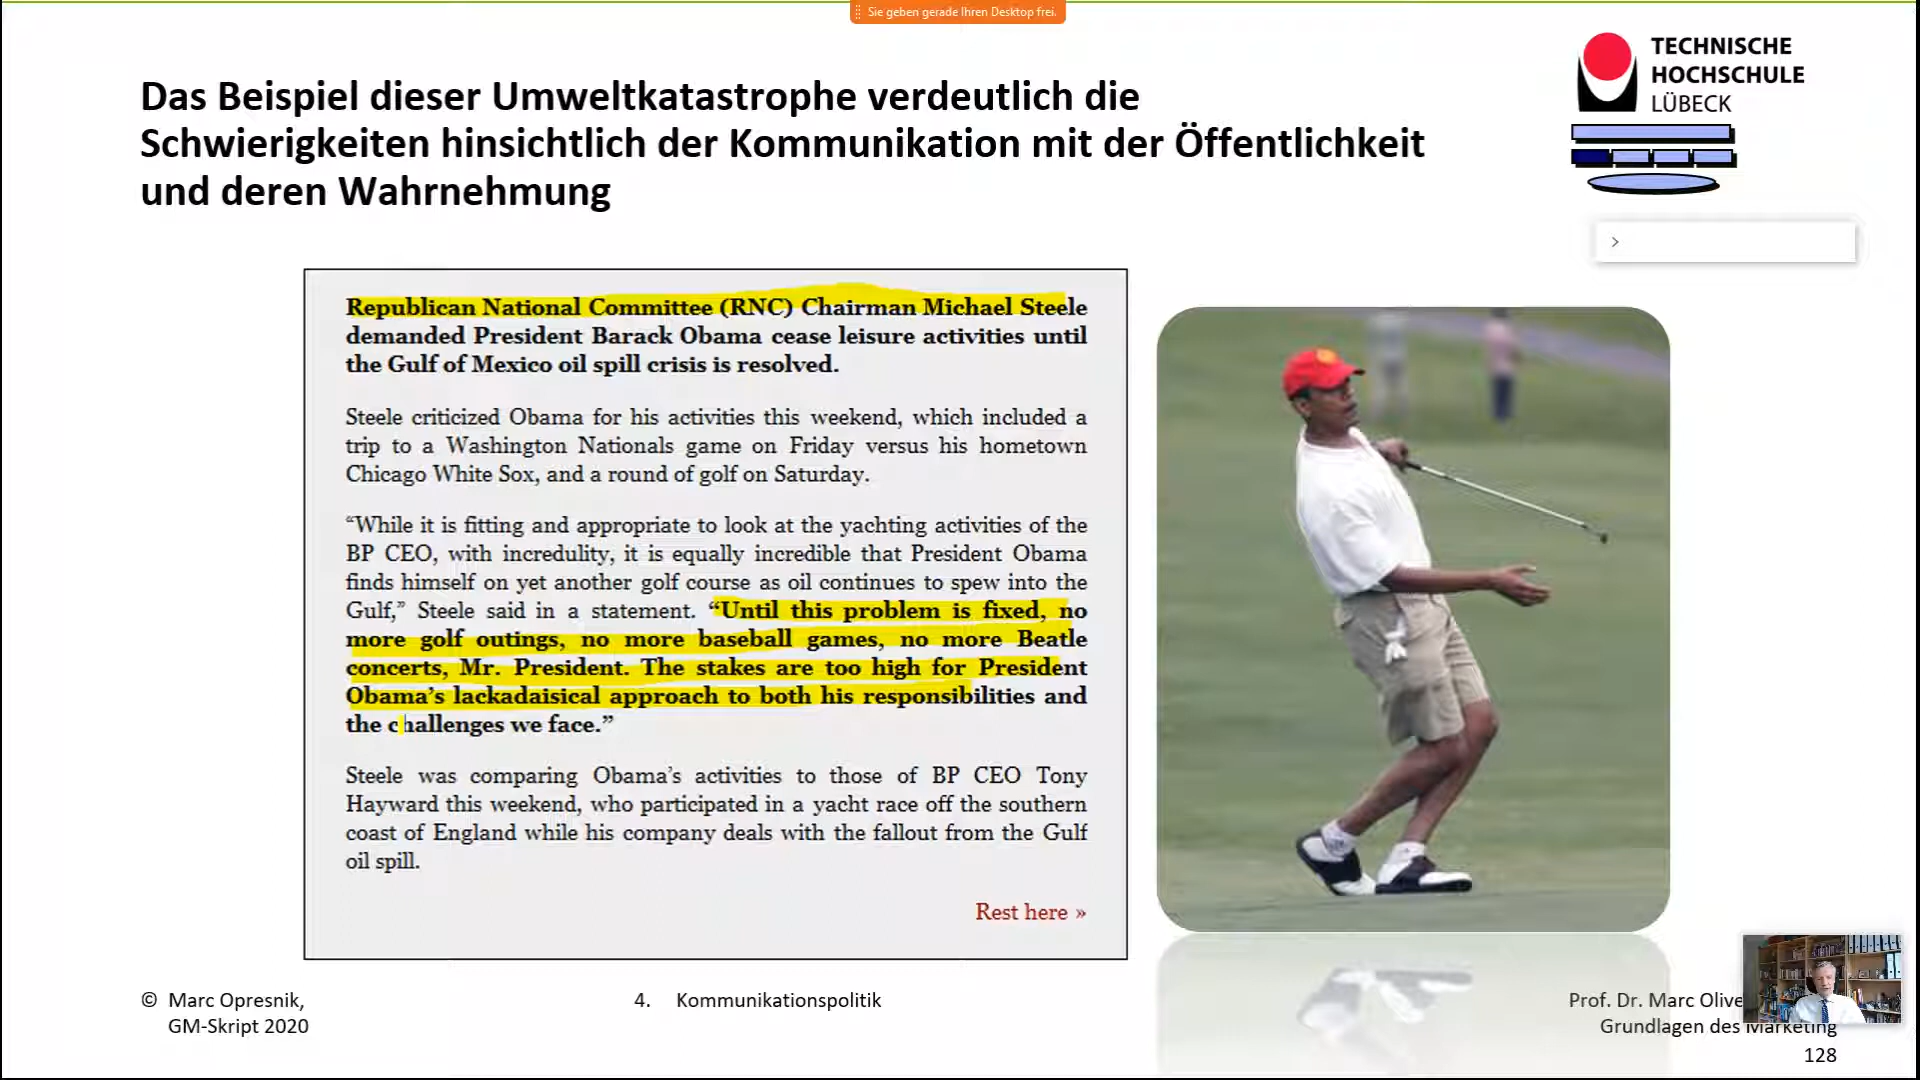 Sie geben gerade Ihren Desktop frei.
TECHNISCHE
HOCHSCHULE
LÜBECK
Das Beispiel dieser Umweltkatastrophe verdeutlich die
Schwierigkeiten hinsichtlich der Kommunikation mit der Öffentlichkeit
und deren Wahrnehmung
Republican National Committee (RNC) Chairman Michael Steele
demanded President Barack Obama cease leisure activities until
the Gulf of Mexico oil spill crisis is resolved.
Steele criticized Obama for his activities this weekend, which included a
trip to a Washington Nationals game on Friday versus his hometown
Chicago White Sox, and a round of golf on Saturday.
“While it is fitting and appropriate to look at the yachting activities of the
BP CEO, with incredulity, it is equally incredible that President Obama
finds himself on yet another golf course as oil continues to spew into the
Gulf,” Steele said in a statement. “Until this problem is fixed, no
more golf outings, no more baseball games, no more Beatle
concerts, Mr. President. The stakes are too high for President
Obama’s lackadaisical approach to both his responsibilities and
the challenges we face.”
Steele was comparing Obama’s activities to those of BP CEO Tony
Hayward this weekend, who participated in a yacht race off the southern
coast of England while his company deals with the fallout from the Gulf
oil spill.
Rest here »
© Marc Opresnik,
GM-Skript 2020
4. Kommunikationspolitik
Prof. Dr. Marc Olive
Grundlagen des Marketing
128